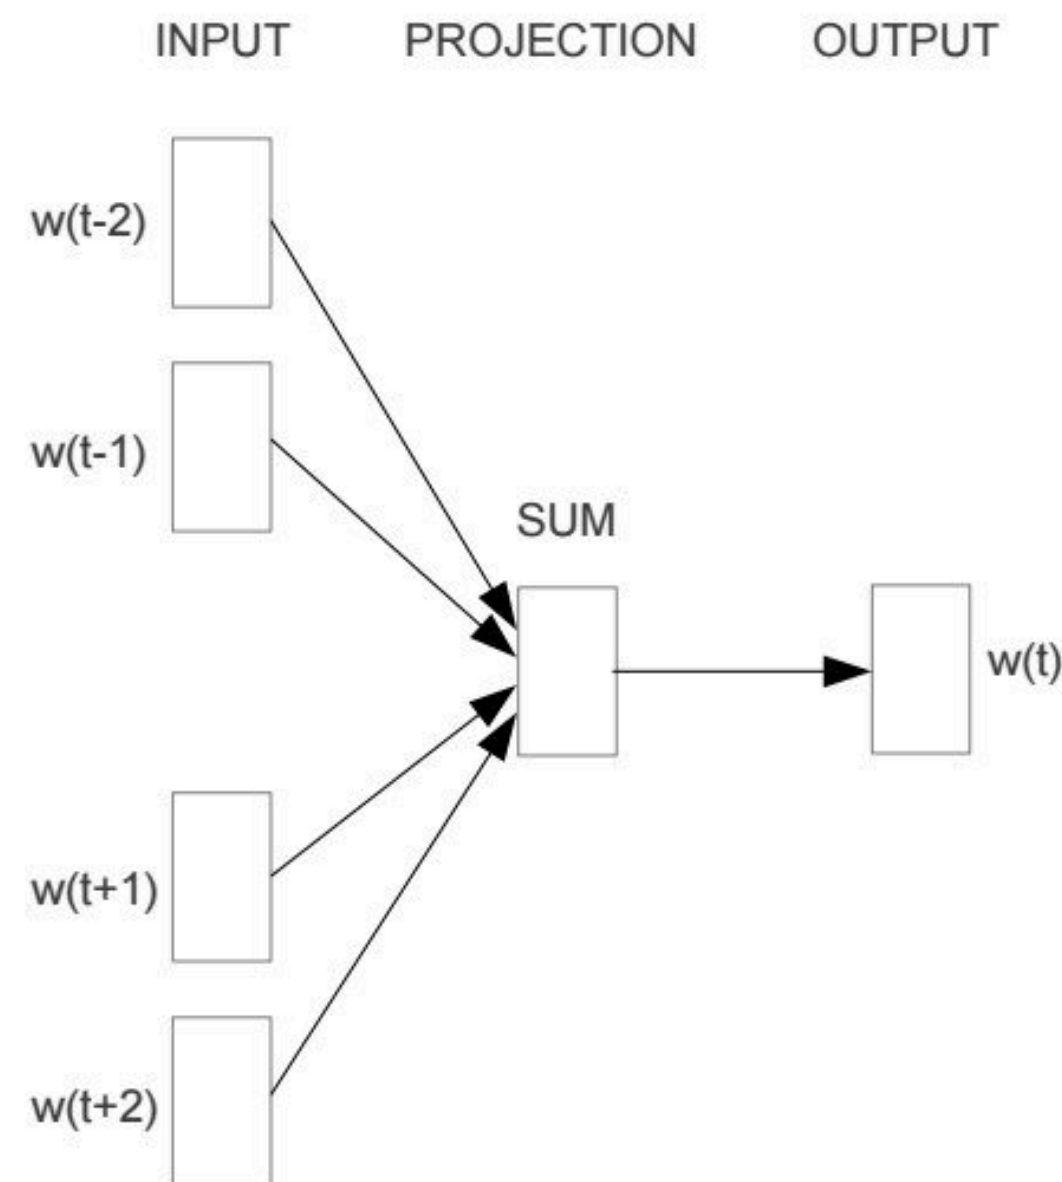 INPUT PROJECTION OUTPUT
w(t-2)
w(t-1)
SUM
w(t)
w(t+1)
w(t+2)